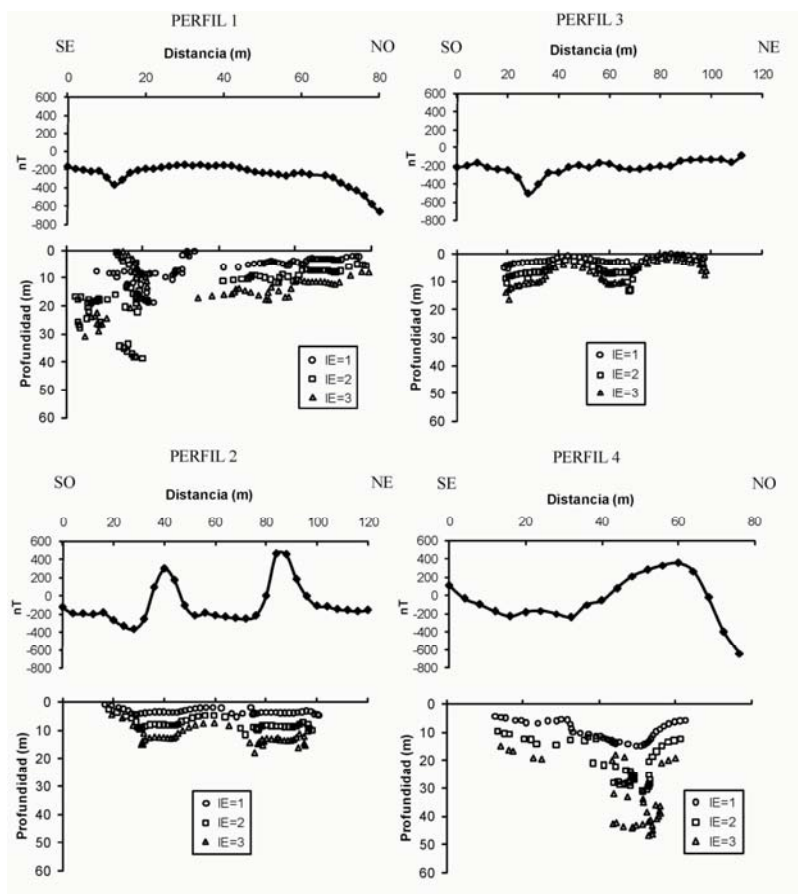 PERFIL 1
SE
NO
Distancia (m)
0 20 40 60 80
600
400
200
0
-200
-400
-600
-800
nT
0
10
20
30
40
50
60
Profundidad (m)
IE=1
IE=2
IE=3
PERFIL 3
SO
NE
Distancia (m)
0 20 40 60 80 100 120
600
400
200
0
-200
-400
-600
-800
nT
0
10
20
30
40
50
60
Profundidad (m)
IE=1
IE=2
IE=3
PERFIL 2
SO
NE
Distancia (m)
0 20 40 60 80 100 120
600
400
200
0
-200
-400
-600
-800
nT
0
10
20
30
40
50
60
Profundidad (m)
IE=1
IE=2
IE=3
PERFIL 4
SE
NO
Distancia (m)
0 20 40 60 80
600
400
200
0
-200
-400
-600
-800
nT
0
10
20
30
40
50
60
Profundidad (m)
IE=1
IE=2
IE=3